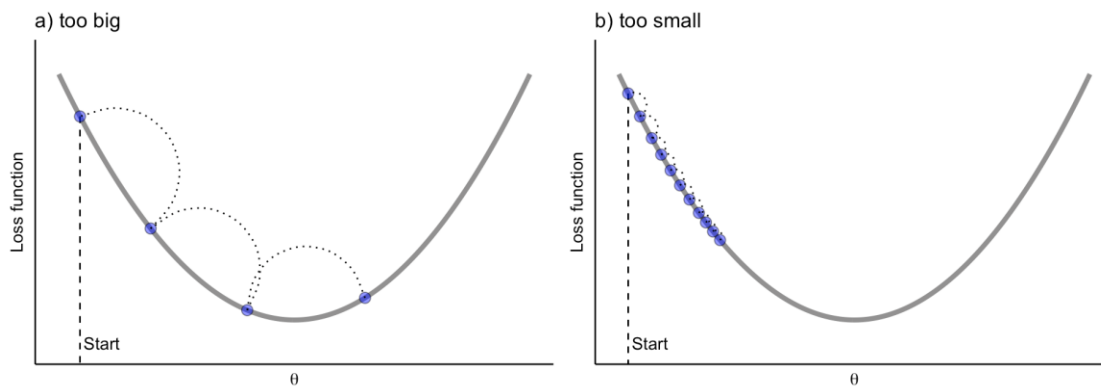 a) too big
Loss function
Start
θ
b) too small
Loss function
Start
θ